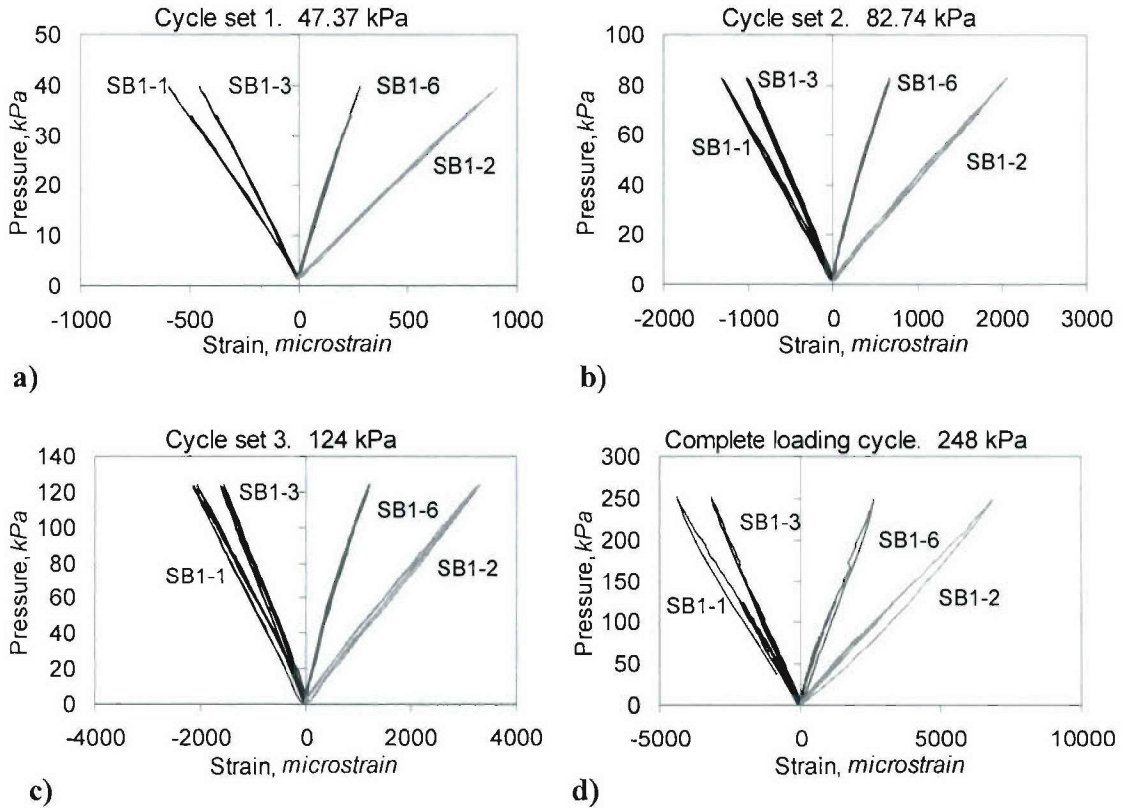 Cycle set 1. 47.37 kPa
50
40
30
20
10
0
Pressure, kPa
SB1-1
SB1-3
SB1-6
SB1-2
-1000
-500
0
500
1000
Strain, microstrain
a)
Cycle set 2. 82.74 kPa
100
80
60
40
20
0
Pressure, kPa
SB1-3
SB1-6
SB1-1
SB1-2
-2000
-1000
0
1000
2000
3000
Strain, microstrain
b)
Cycle set 3. 124 kPa
140
120
100
80
60
40
20
0
Pressure, kPa
SB1-3
SB1-6
SB1-1
SB1-2
-4000
-2000
0
2000
4000
Strain, microstrain
c)
Complete loading cycle. 248 kPa
300
250
200
150
100
50
0
Pressure, kPa
SB1-3
SB1-6
SB1-1
SB1-2
-5000
0
5000
10000
Strain, microstrain
d)